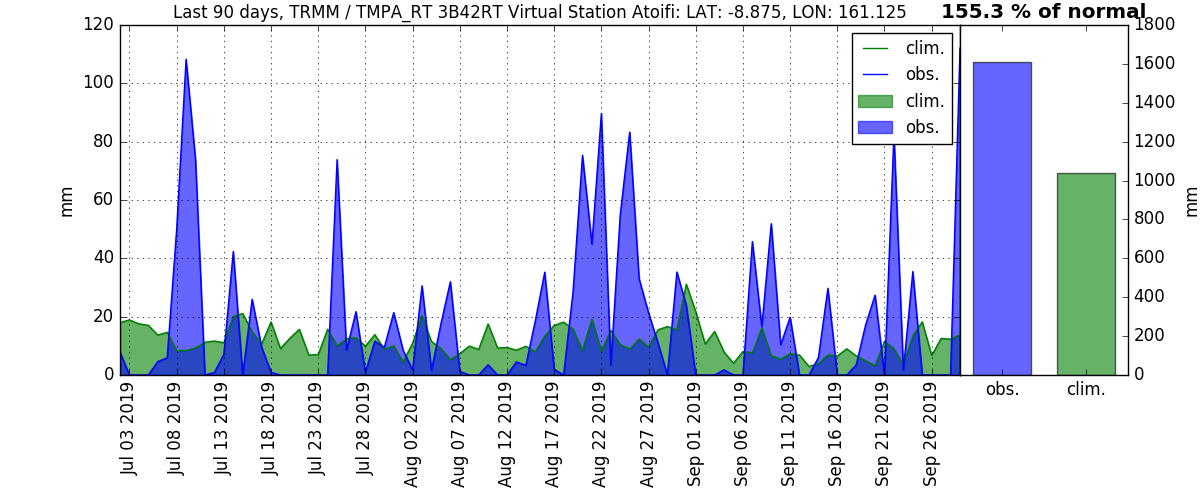 Last 90 days, TRMM / TMPA_RT 3B42RT Virtual Station Atoifi: LAT: -8.875, LON: 161.125
155.3 % of normal
120
100
80
60
40
20
0
mm
clim.
obs.
clim.
obs.
1800
1600
1400
1200
1000
800
600
400
200
0
mm
Jul 03 2019
Jul 08 2019
Jul 13 2019
Jul 18 2019
Jul 23 2019
Jul 28 2019
Aug 02 2019
Aug 07 2019
Aug 12 2019
Aug 17 2019
Aug 22 2019
Aug 27 2019
Sep 01 2019
Sep 06 2019
Sep 11 2019
Sep 16 2019
Sep 21 2019
Sep 26 2019
obs.
clim.